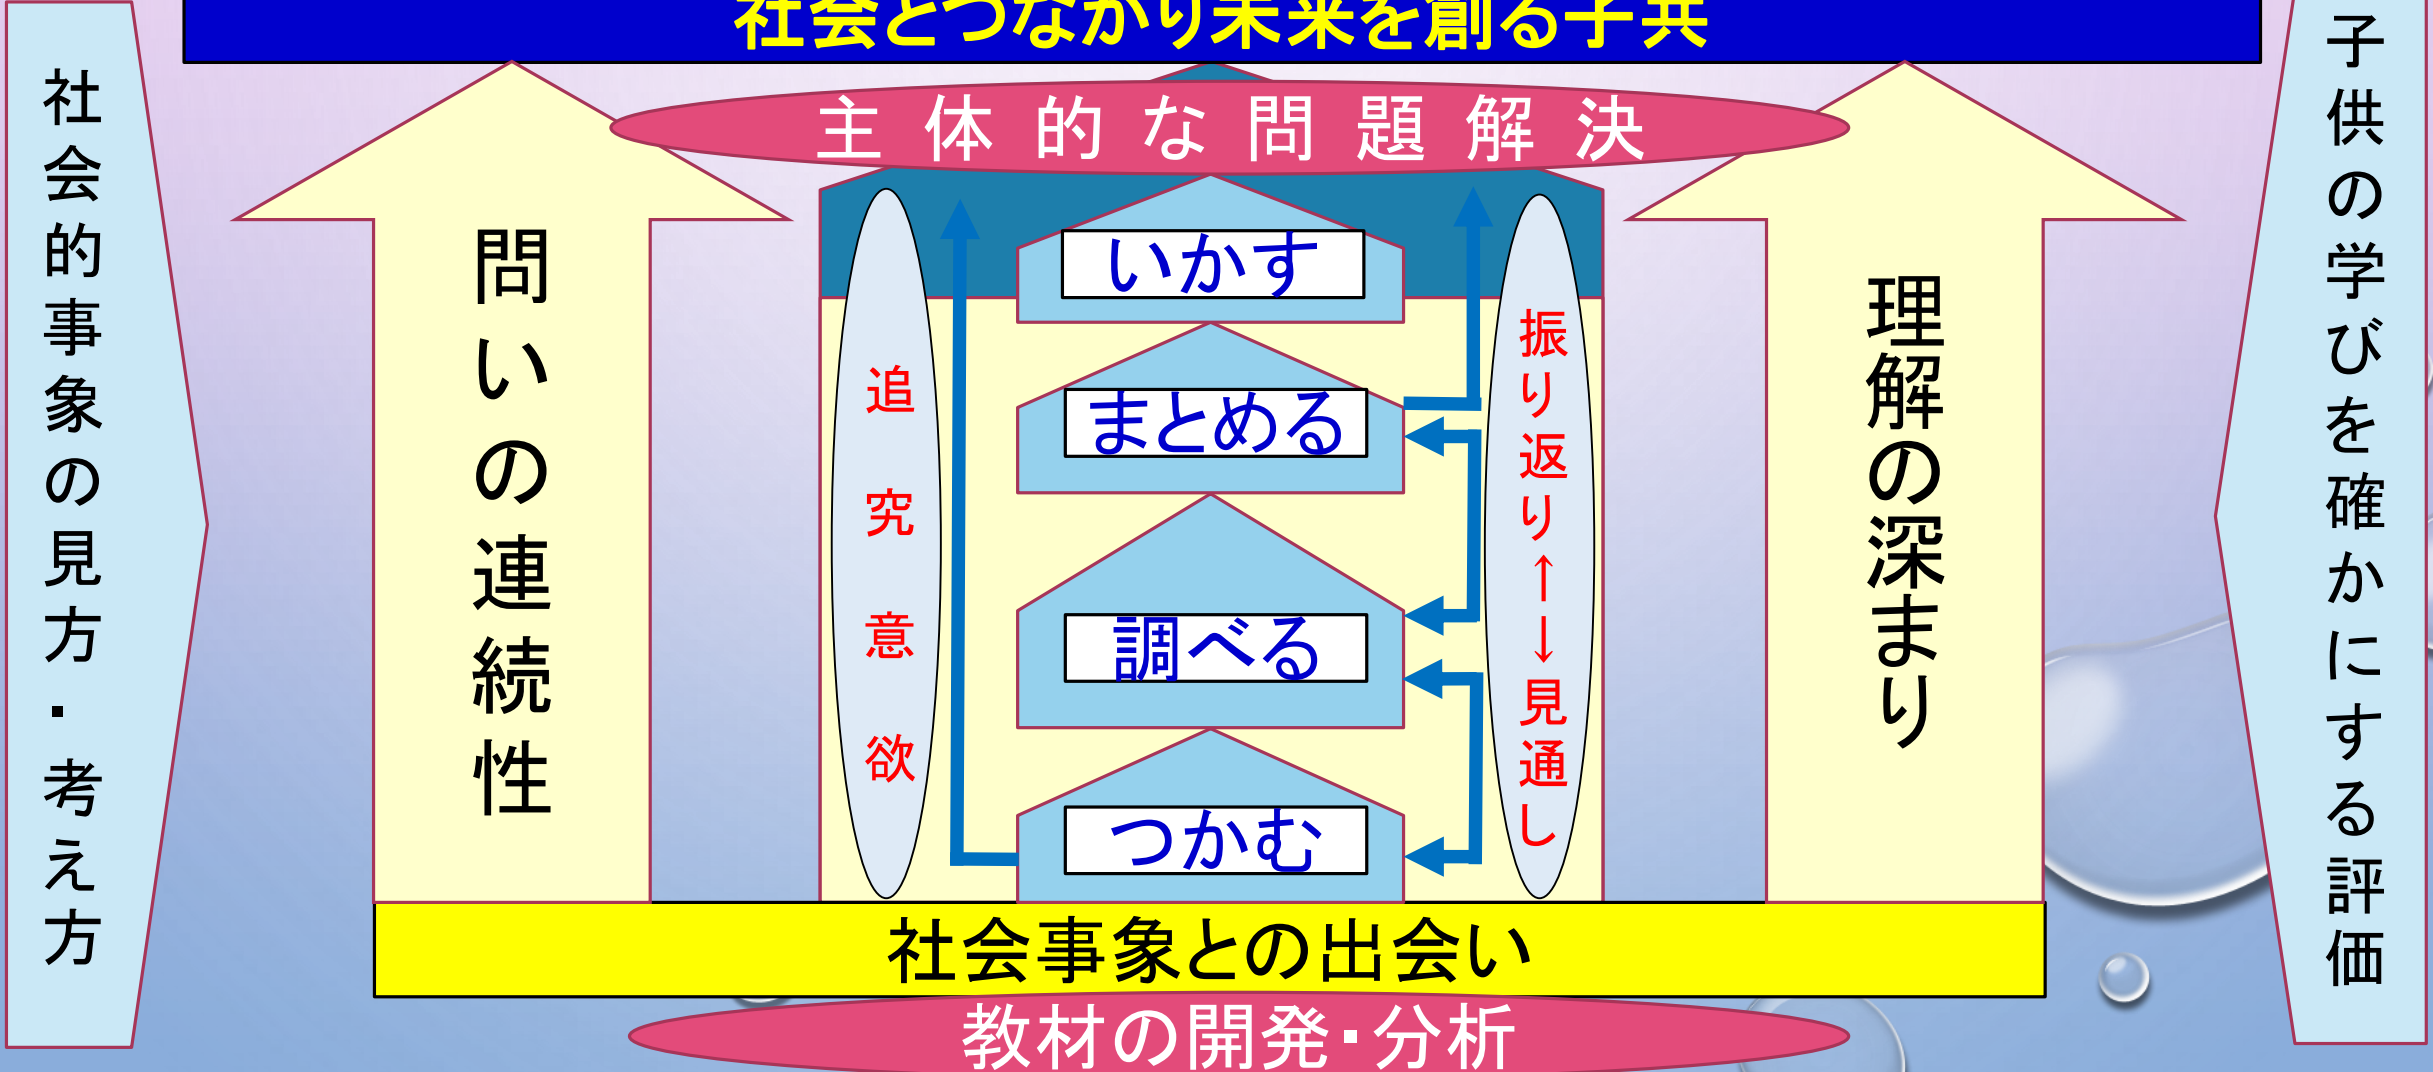 社会とつながり未来を創る子共
主体的な問題解決
社会的事象の見方・考え方
問いの連続性
追究意欲
いかす
まとめる
調べる
つかむ
振り返り←→見通し
理解の深まり
子供の学びを確かにする評価
社会事象との出会い
教材の開発・分析